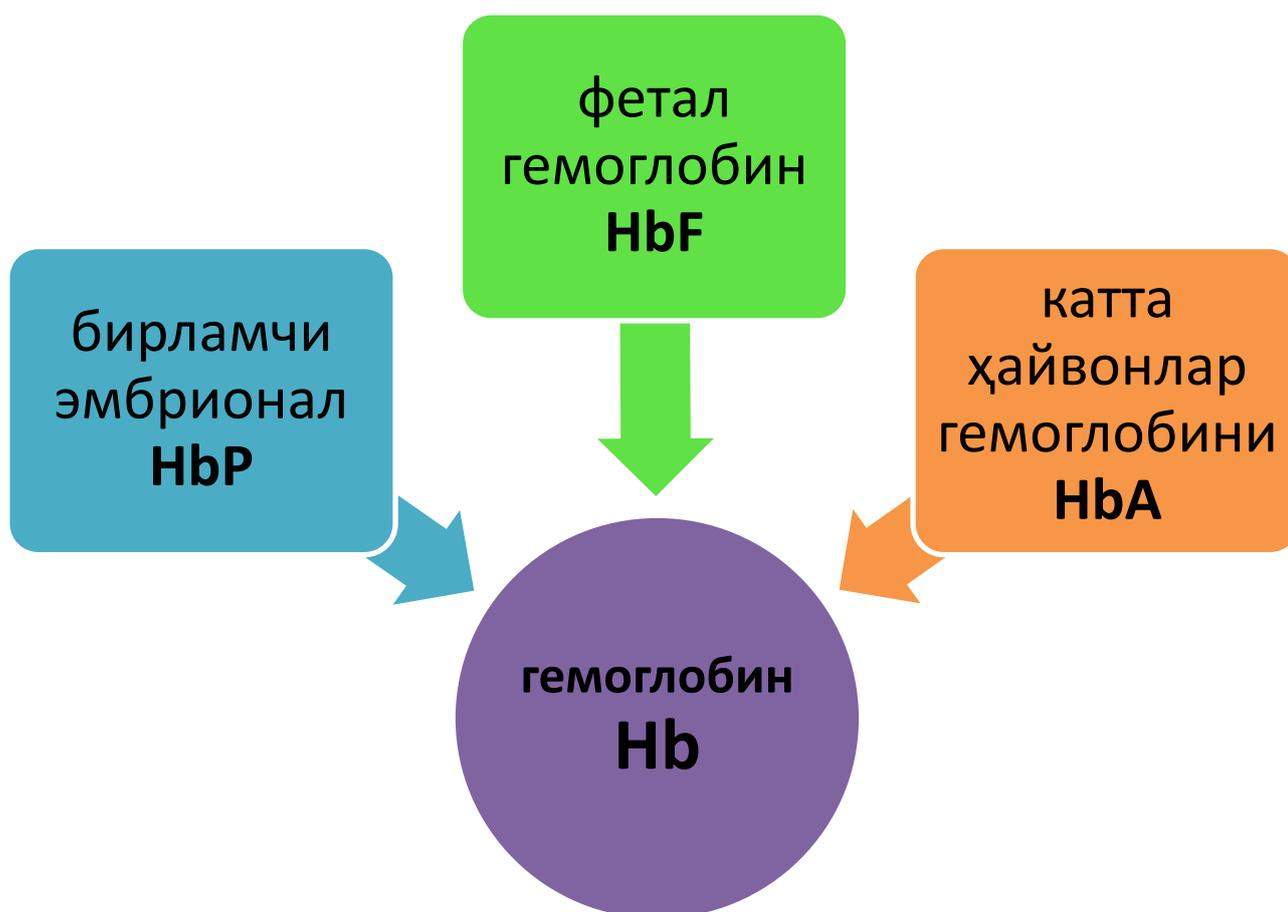 фетал
гемоглобин
HbF
бирламчи
эмбрионал
HbP
катта
ҳайвонлар
гемоглобини
HbA
гемоглобин
Hb